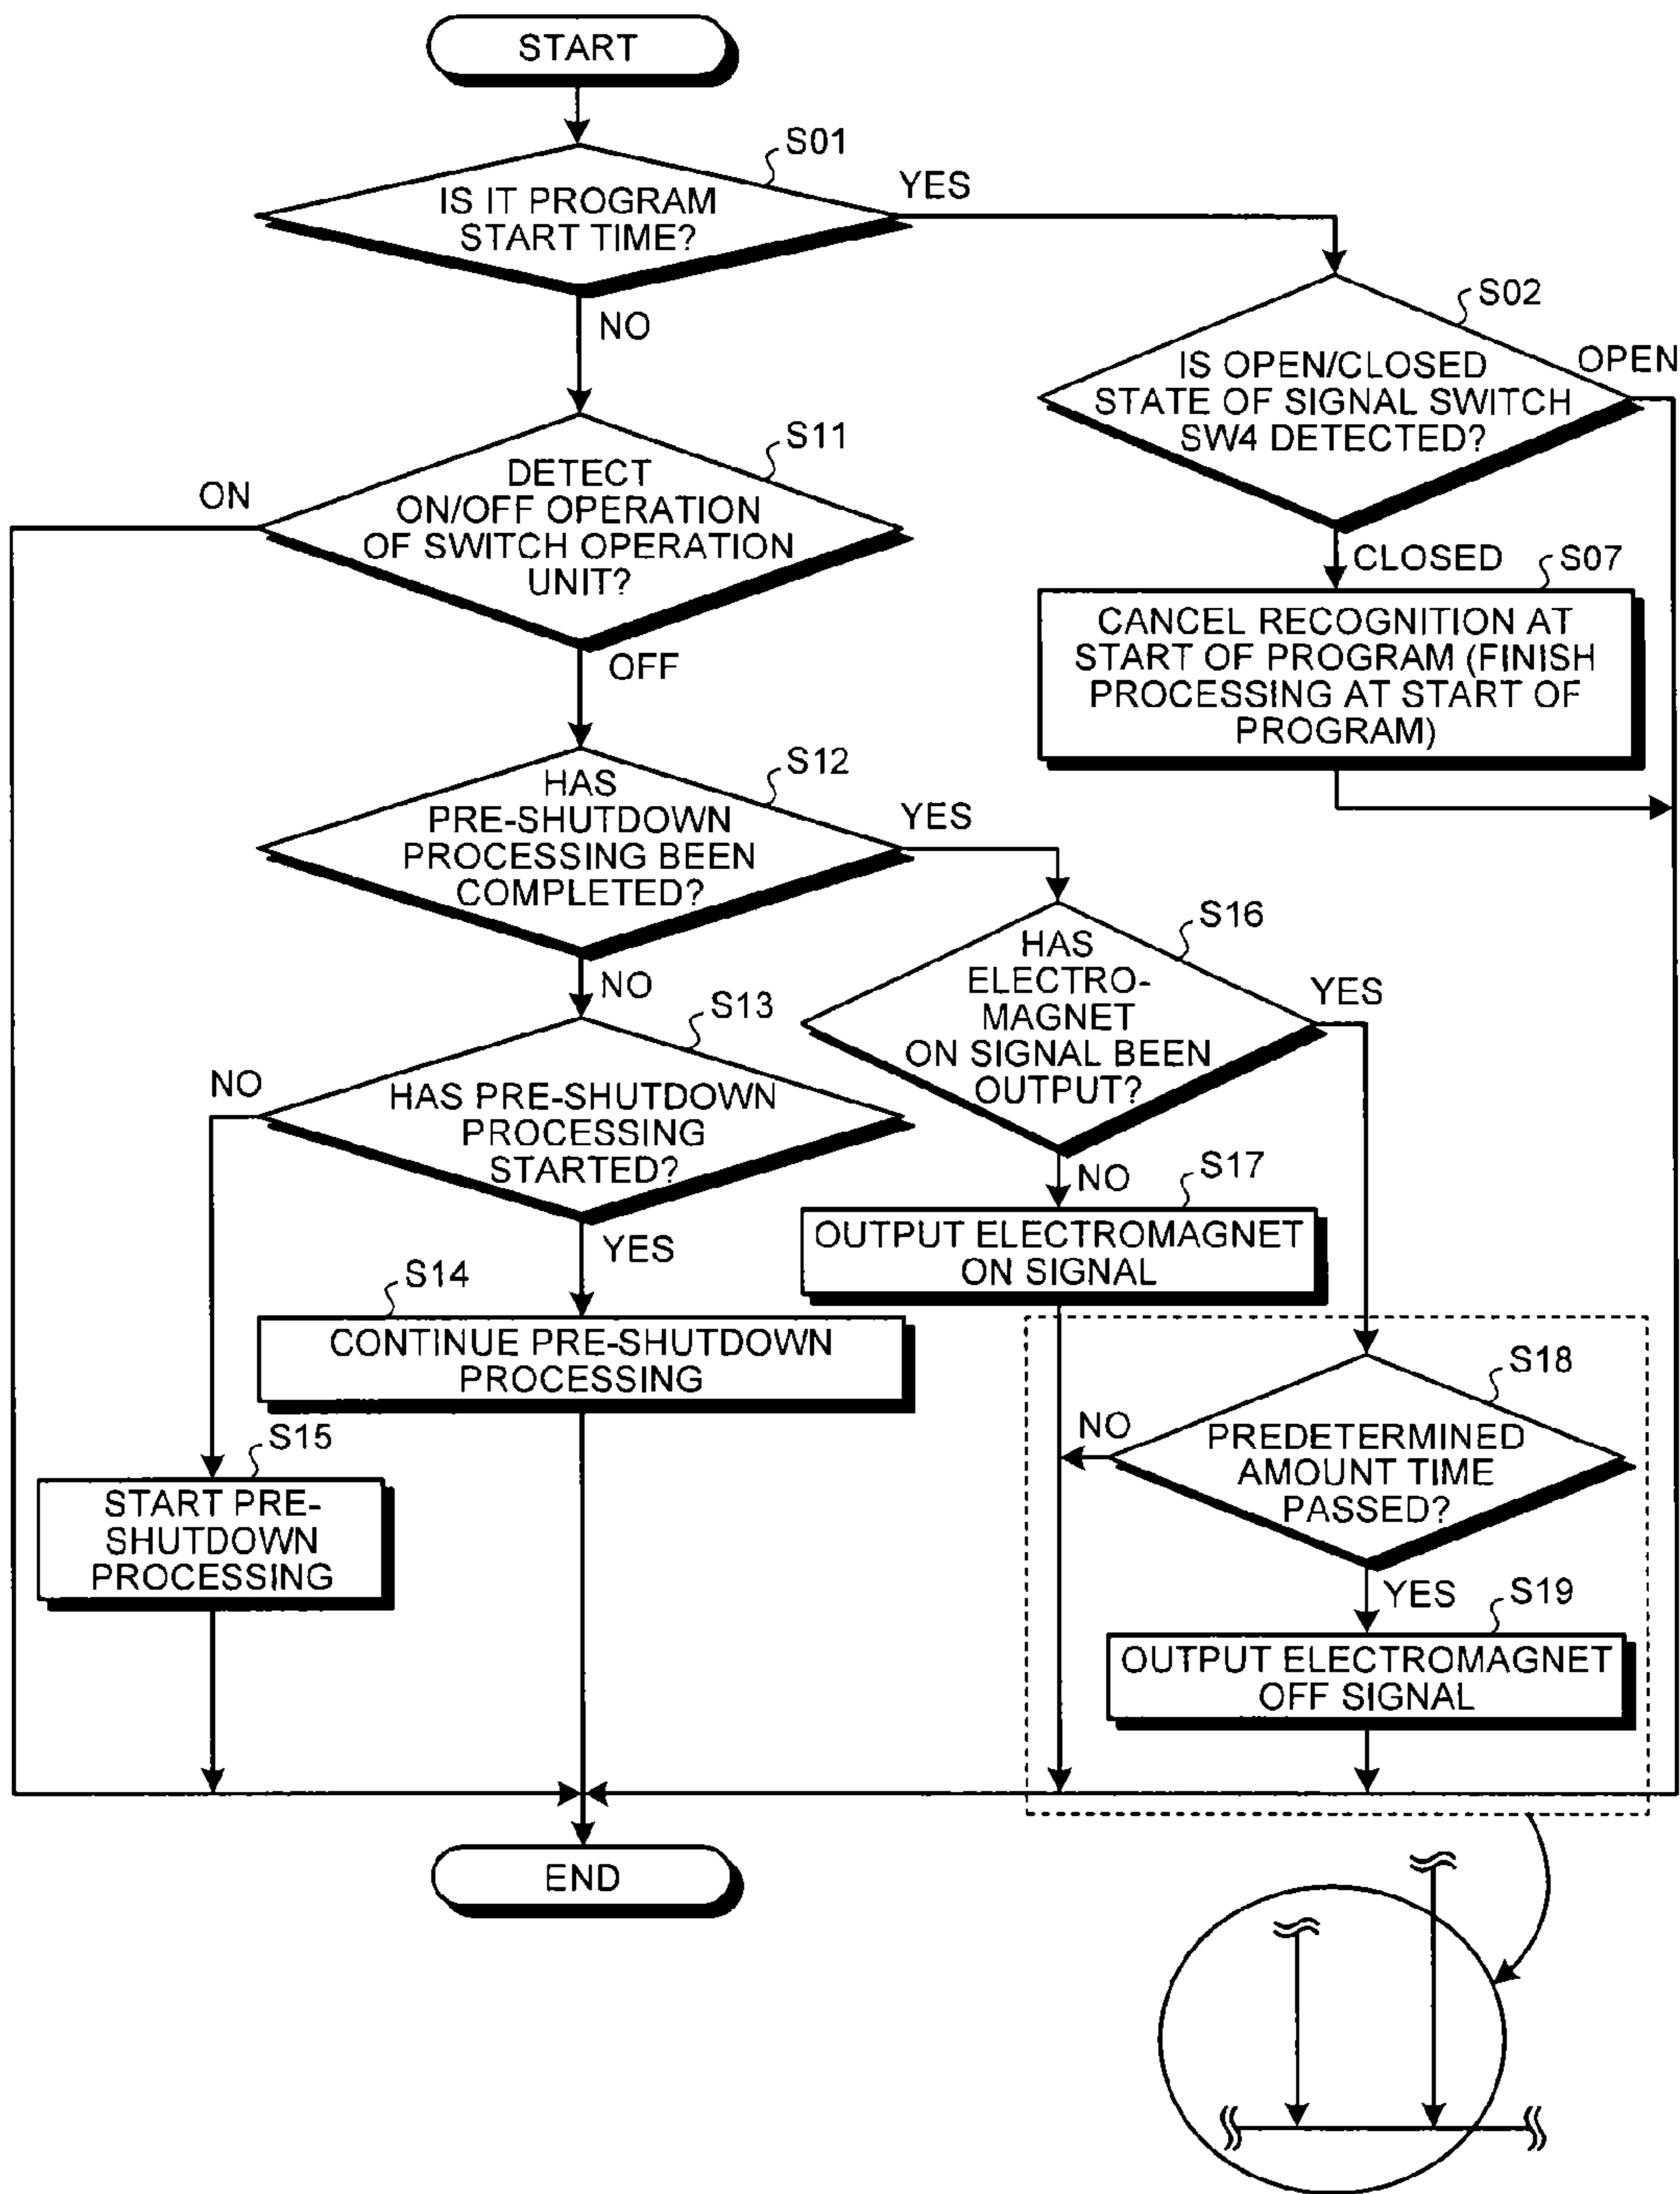 START
S01
IS IT PROGRAM
START TIME?
YES
NO
S02
IS OPEN/CLOSED
STATE OF SIGNAL SWITCH
SW4 DETECTED?
OPEN
CLOSED
S07
CANCEL RECOGNITION AT
START OF PROGRAM (FINISH
PROCESSING AT START OF
PROGRAM)
S11
DETECT
ON/OFF OPERATION
OF SWITCH OPERATION
UNIT?
ON
OFF
S12
HAS
PRE-SHUTDOWN
PROCESSING BEEN
COMPLETED?
YES
NO
S13
HAS PRE-SHUTDOWN
PROCESSING
STARTED?
NO
YES
S14
CONTINUE PRE-SHUTDOWN
PROCESSING
S15
START PRE-
SHUTDOWN
PROCESSING
S16
HAS
ELECTRO-
MAGNET
ON SIGNAL BEEN
OUTPUT?
YES
NO
S17
OUTPUT ELECTROMAGNET
ON SIGNAL
S18
PREDETERMINED
AMOUNT TIME
PASSED?
NO
YES
S19
OUTPUT ELECTROMAGNET
OFF SIGNAL
END